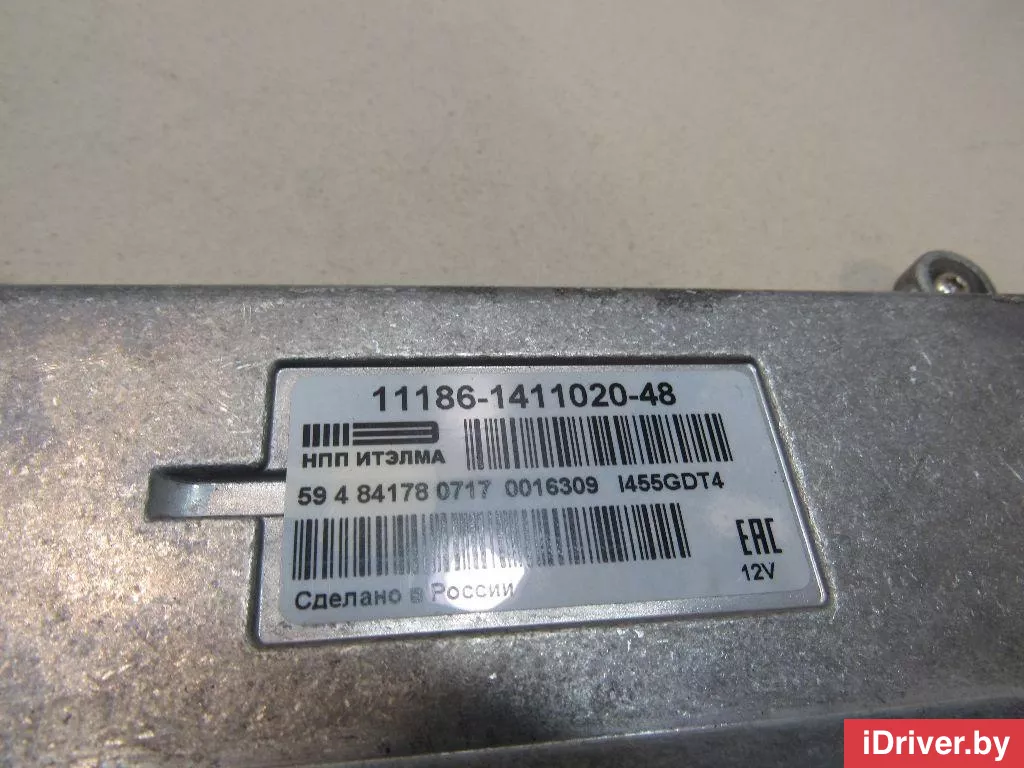 11186-1411020-48
НПП ИТЭЛМА
59 4 84178 0717 0016309 I455GDT4
EAC
12V
Сделано в России
iDriver.by